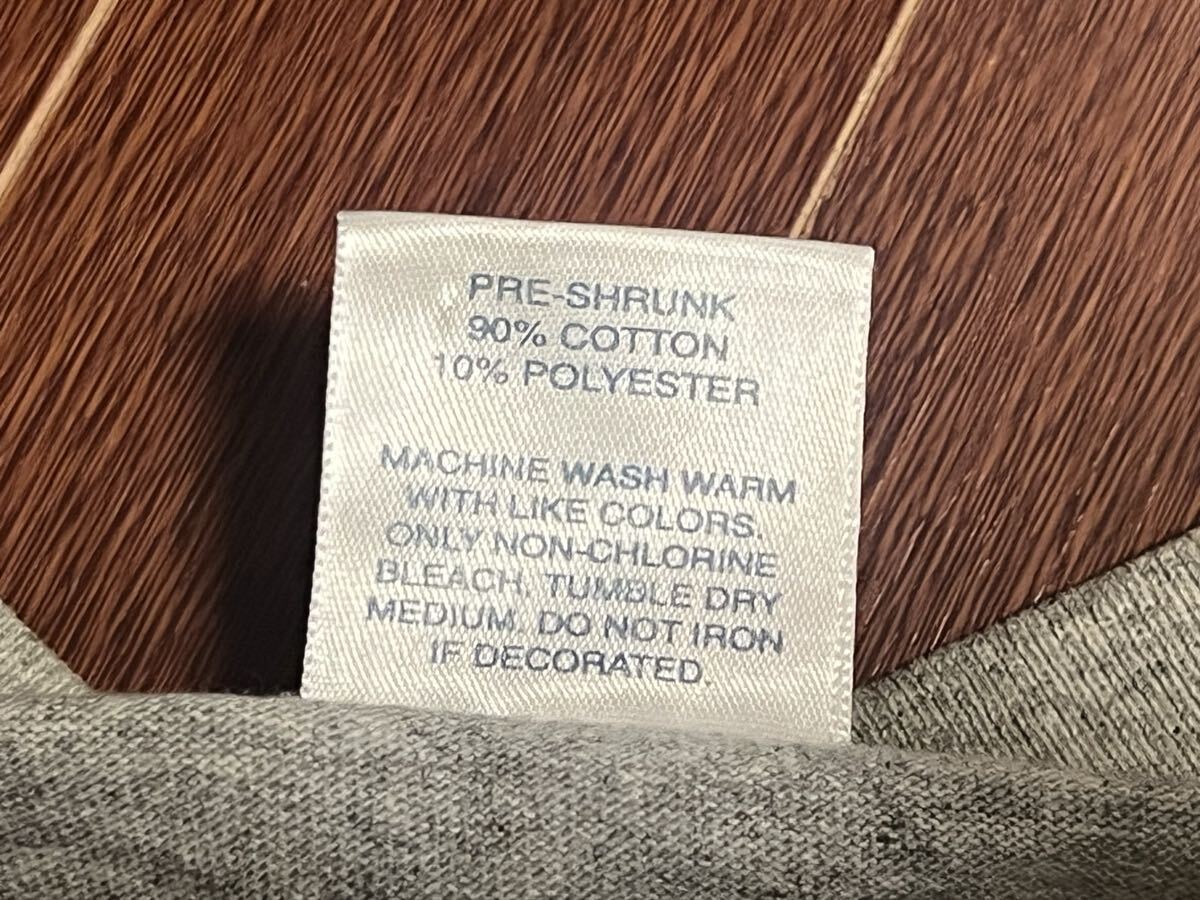 PRE-SHRUNK
90% COTTON
10% POLYESTER
MACHINE WASH WARM
WITH LIKE COLORS.
ONLY NON-CHLORINE
BLEACH. TUMBLE DRY
MEDIUM. DO NOT IRON
IF DECORATED